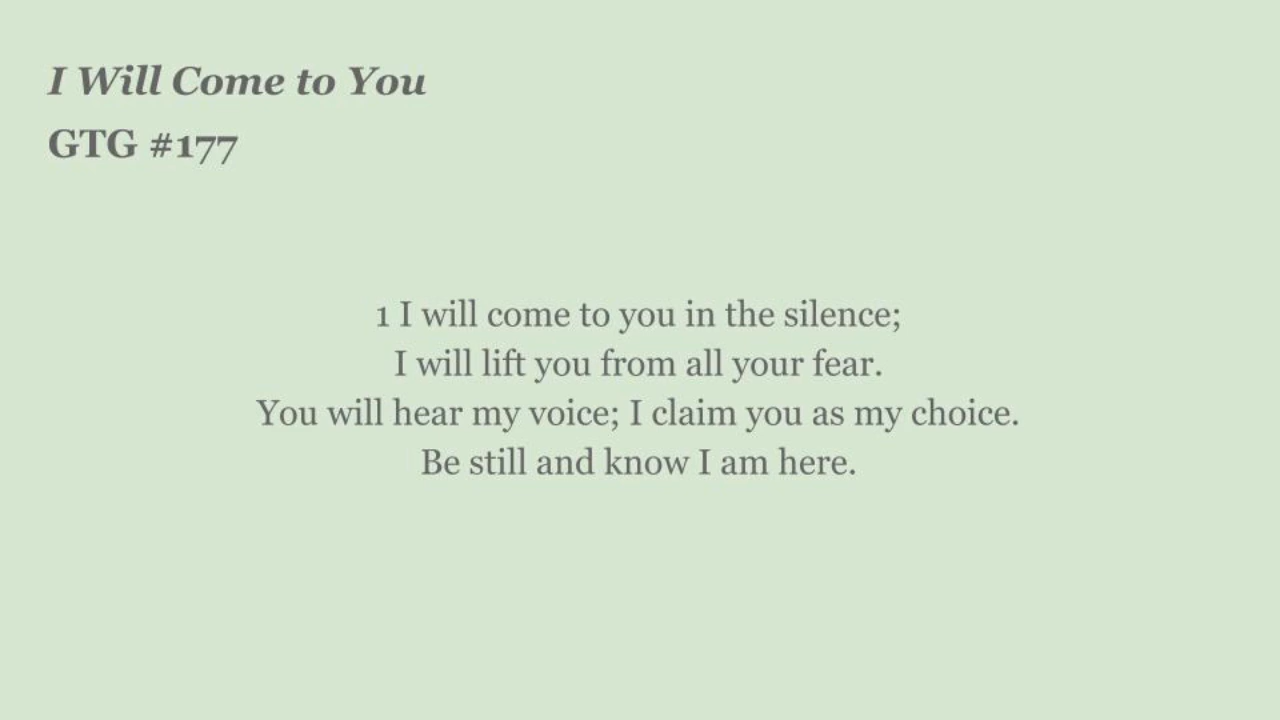 I Will Come to You
GTG #177
1 I will come to you in the silence;
I will lift you from all your fear.
You will hear my voice; I claim you as my choice.
Be still and know I am here.